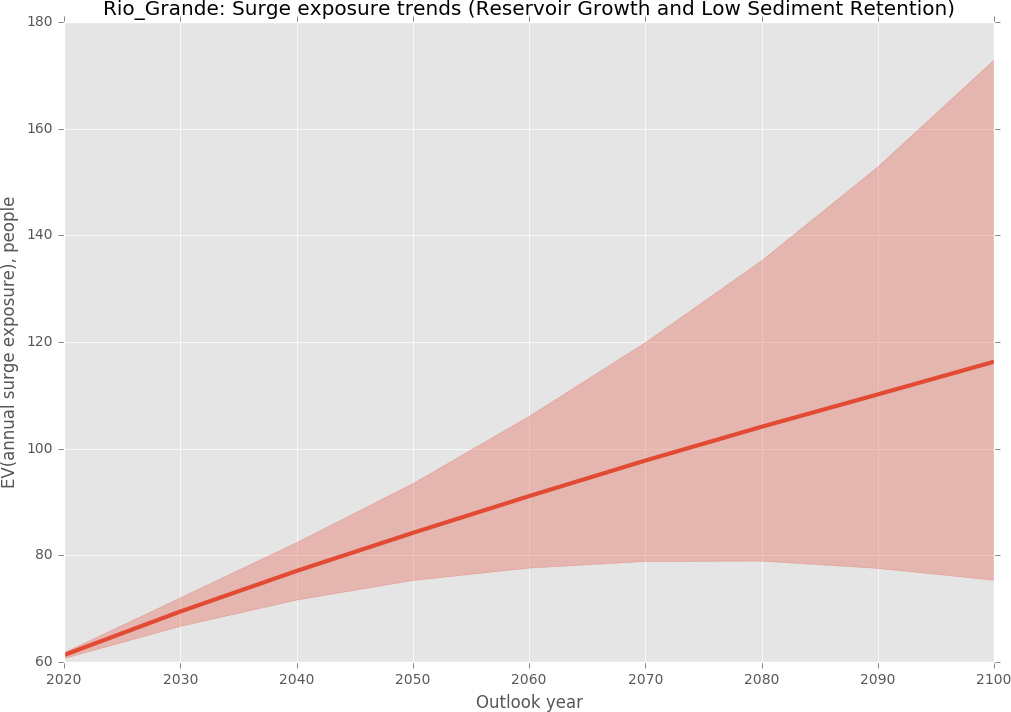 Rio_Grande: Surge exposure trends (Reservoir Growth and Low Sediment Retention)
EV(annual surge exposure), people
180
160
140
120
100
80
60
2020 2030 2040 2050 2060 2070 2080 2090 2100
Outlook year